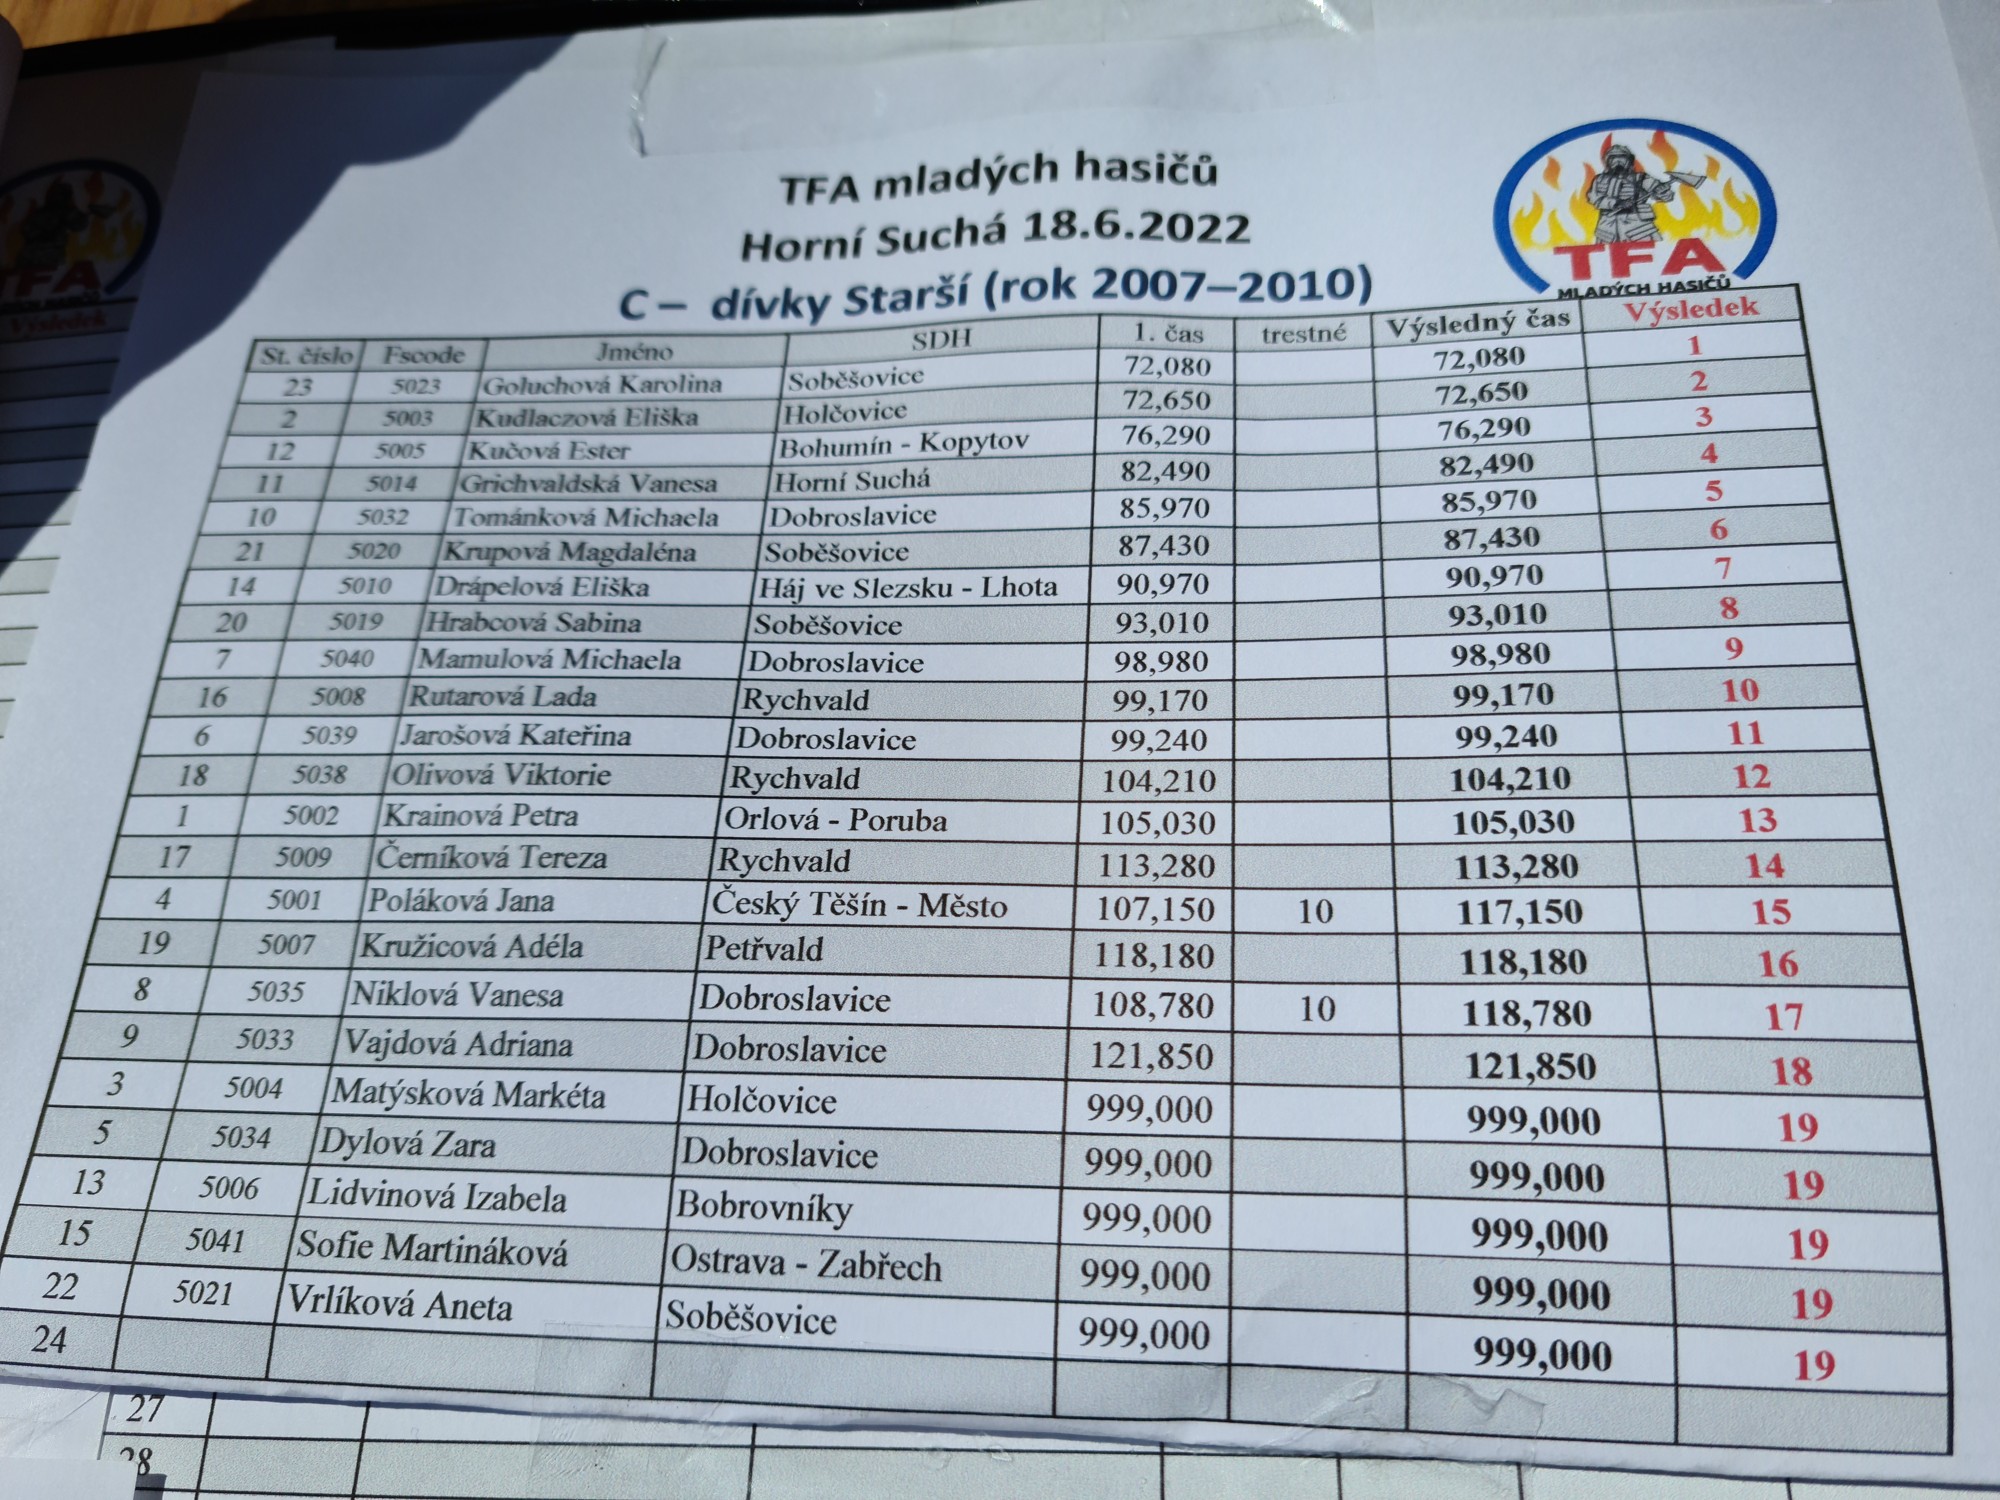 TFA mladých hasičů
Horní Suchá 18.6.2022
C – dívky Starší (rok 2007–2010)
TFA
MLADÝCH HASIČŮ
St. číslo Fscode Jméno SDH 1. čas trestné Výsledný čas Výsledek
23 5023 Goluchová Karolina Soběšovice 72,080 72,080 1
2 5003 Kudlaczová Eliška Holčovice 72,650 72,650 2
12 5005 Kučová Ester Bohumín - Kopytov 76,290 76,290 3
11 5014 Grichvaldská Vanesa Horní Suchá 82,490 82,490 4
10 5032 Tománková Michaela Dobroslavice 85,970 85,970 5
21 5020 Krupová Magdaléna Soběšovice 87,430 87,430 6
14 5010 Drápelová Eliška Háj ve Slezsku - Lhota 90,970 90,970 7
20 5019 Hrabcová Sabina Soběšovice 93,010 93,010 8
7 5040 Mamulová Michaela Dobroslavice 98,980 98,980 9
16 5008 Rutarová Lada Rychvald 99,170 99,170 10
6 5039 Jarošová Kateřina Dobroslavice 99,240 99,240 11
18 5038 Olivová Viktorie Rychvald 104,210 104,210 12
1 5002 Krainová Petra Orlová - Poruba 105,030 105,030 13
17 5009 Černíková Tereza Rychvald 113,280 113,280 14
4 5001 Poláková Jana Český Těšín - Město 107,150 10 117,150 15
19 5007 Kružicová Adéla Petřvald 118,180 118,180 16
8 5035 Niklová Vanesa Dobroslavice 108,780 10 118,780 17
9 5033 Vajdová Adriana Dobroslavice 121,850 121,850 18
3 5004 Matýsková Markéta Holčovice 999,000 999,000 19
5 5034 Dylová Zara Dobroslavice 999,000 999,000 19
13 5006 Lidvinová Izabela Bobrovníky 999,000 999,000 19
15 5041 Sofie Martináková Ostrava - Zabřech 999,000 999,000 19
22 5021 Vrlíková Aneta Soběšovice 999,000 999,000 19
24
27
28
TFA
Výsledek